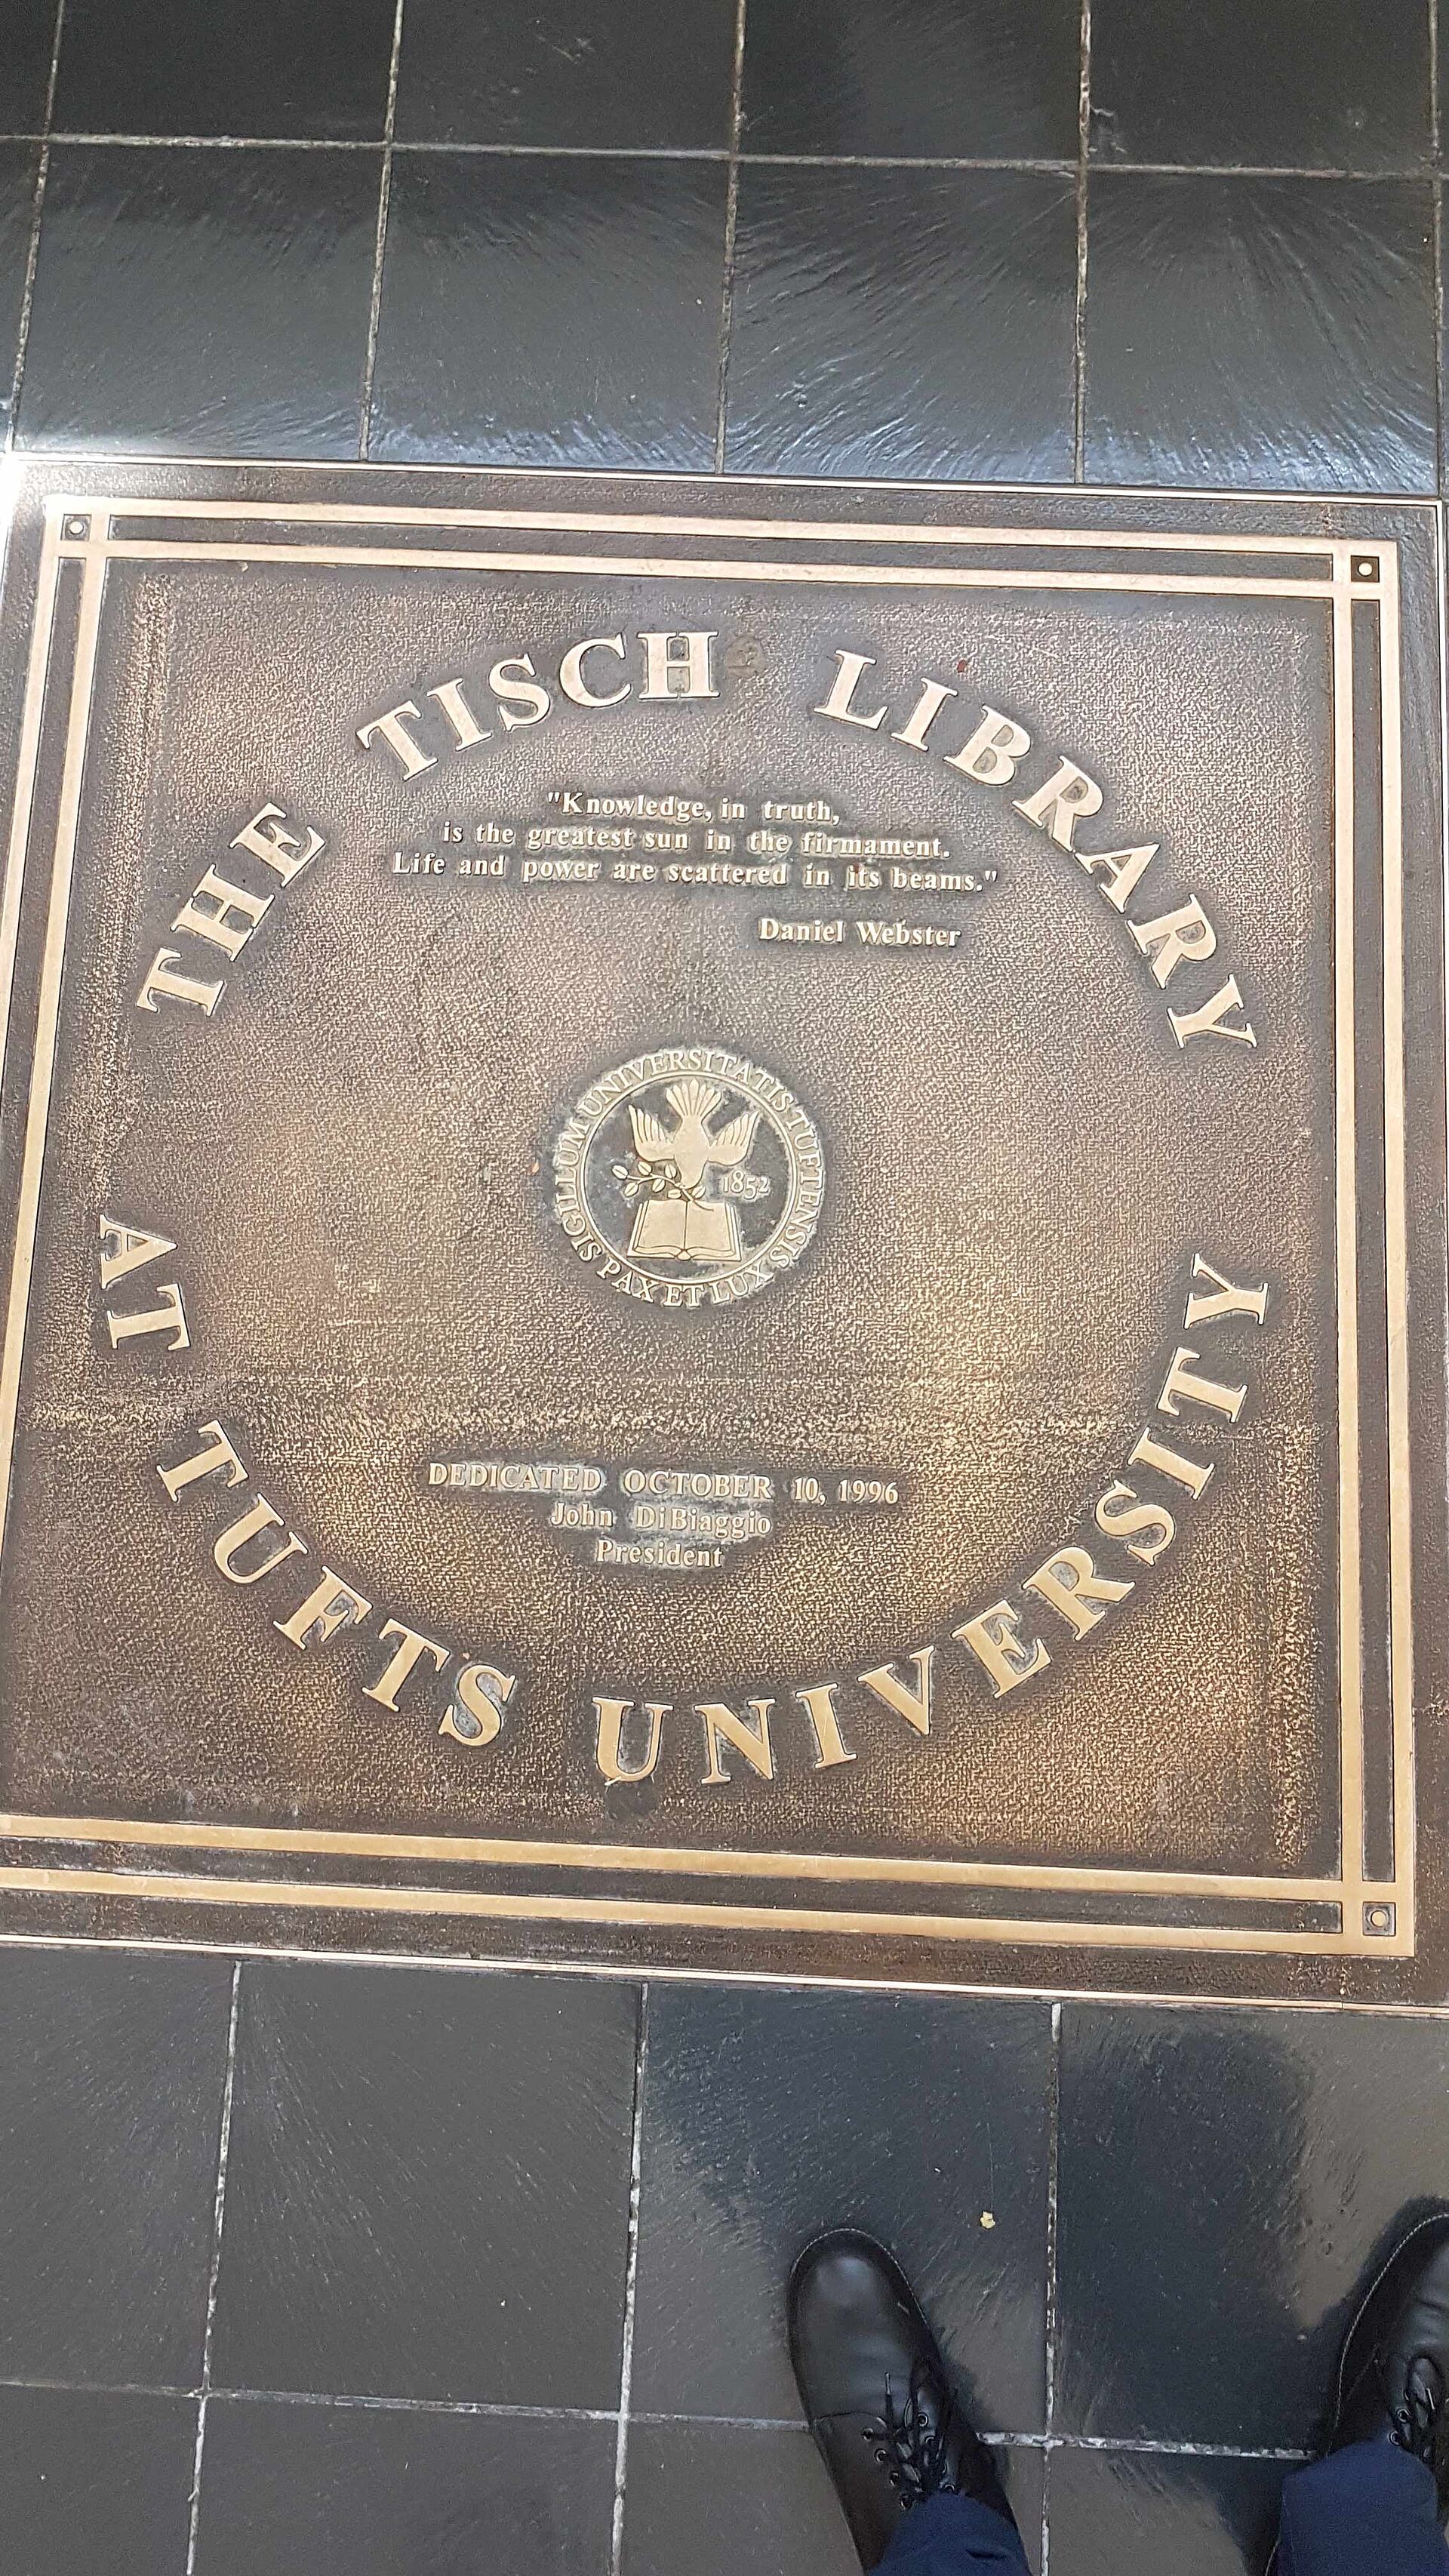 THE TISCH LIBRARY
"Knowledge, in truth,
is the greatest sun in the firmament.
Life and power are scattered in its beams."
Daniel Webster
SIGILLUM UNIVERSITATIS TUFTENSIS
1852
PAX ET LUX
DEDICATED OCTOBER 10, 1996
John DiBiaggio
President
AT TUFTS UNIVERSITY